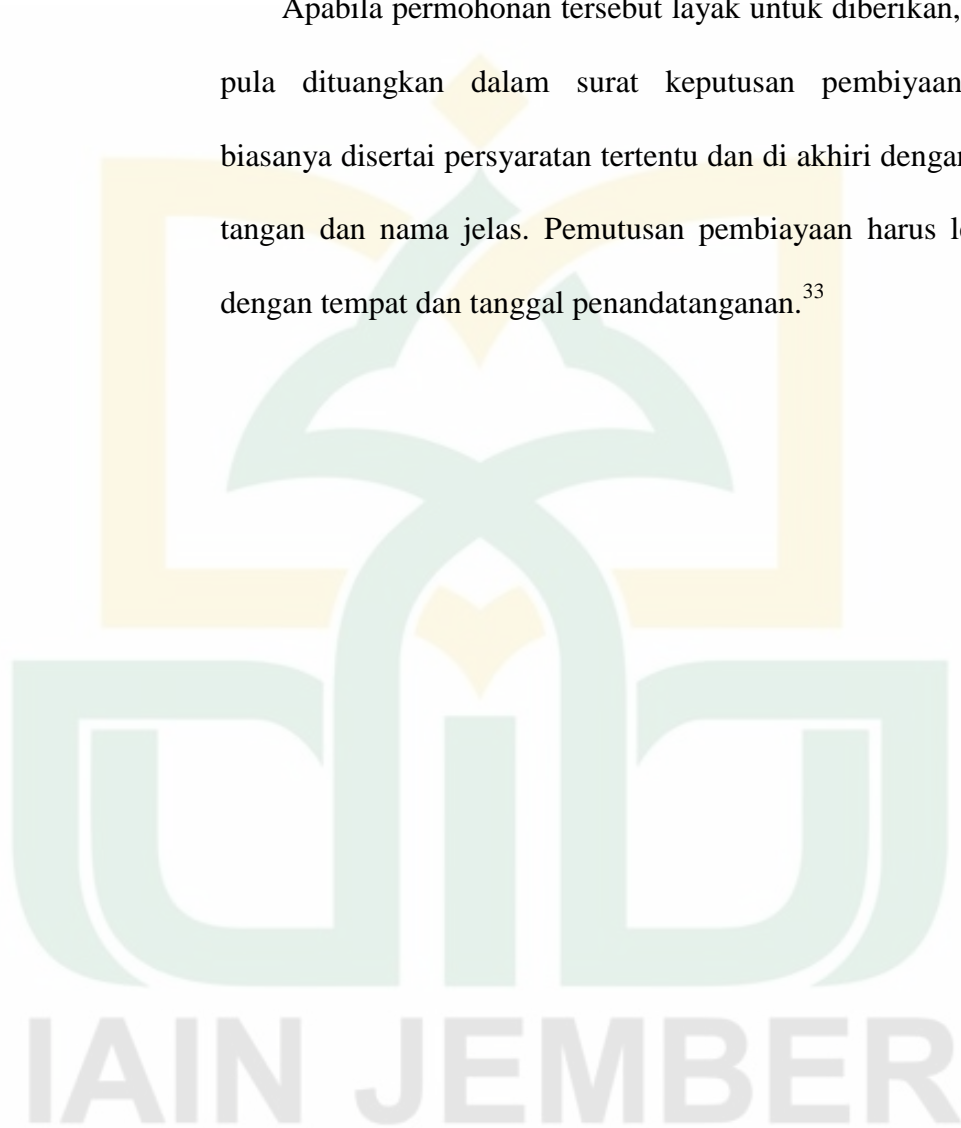 Apabila permohonan tersebut layak untuk diberikan,
pula dituangkan dalam surat keputusan pembiyaan
biasanya disertai persyaratan tertentu dan di akhiri dengan
tangan dan nama jelas. Pemutusan pembiayaan harus
dengan tempat dan tanggal penandatanganan.33
IAIN JEMBER